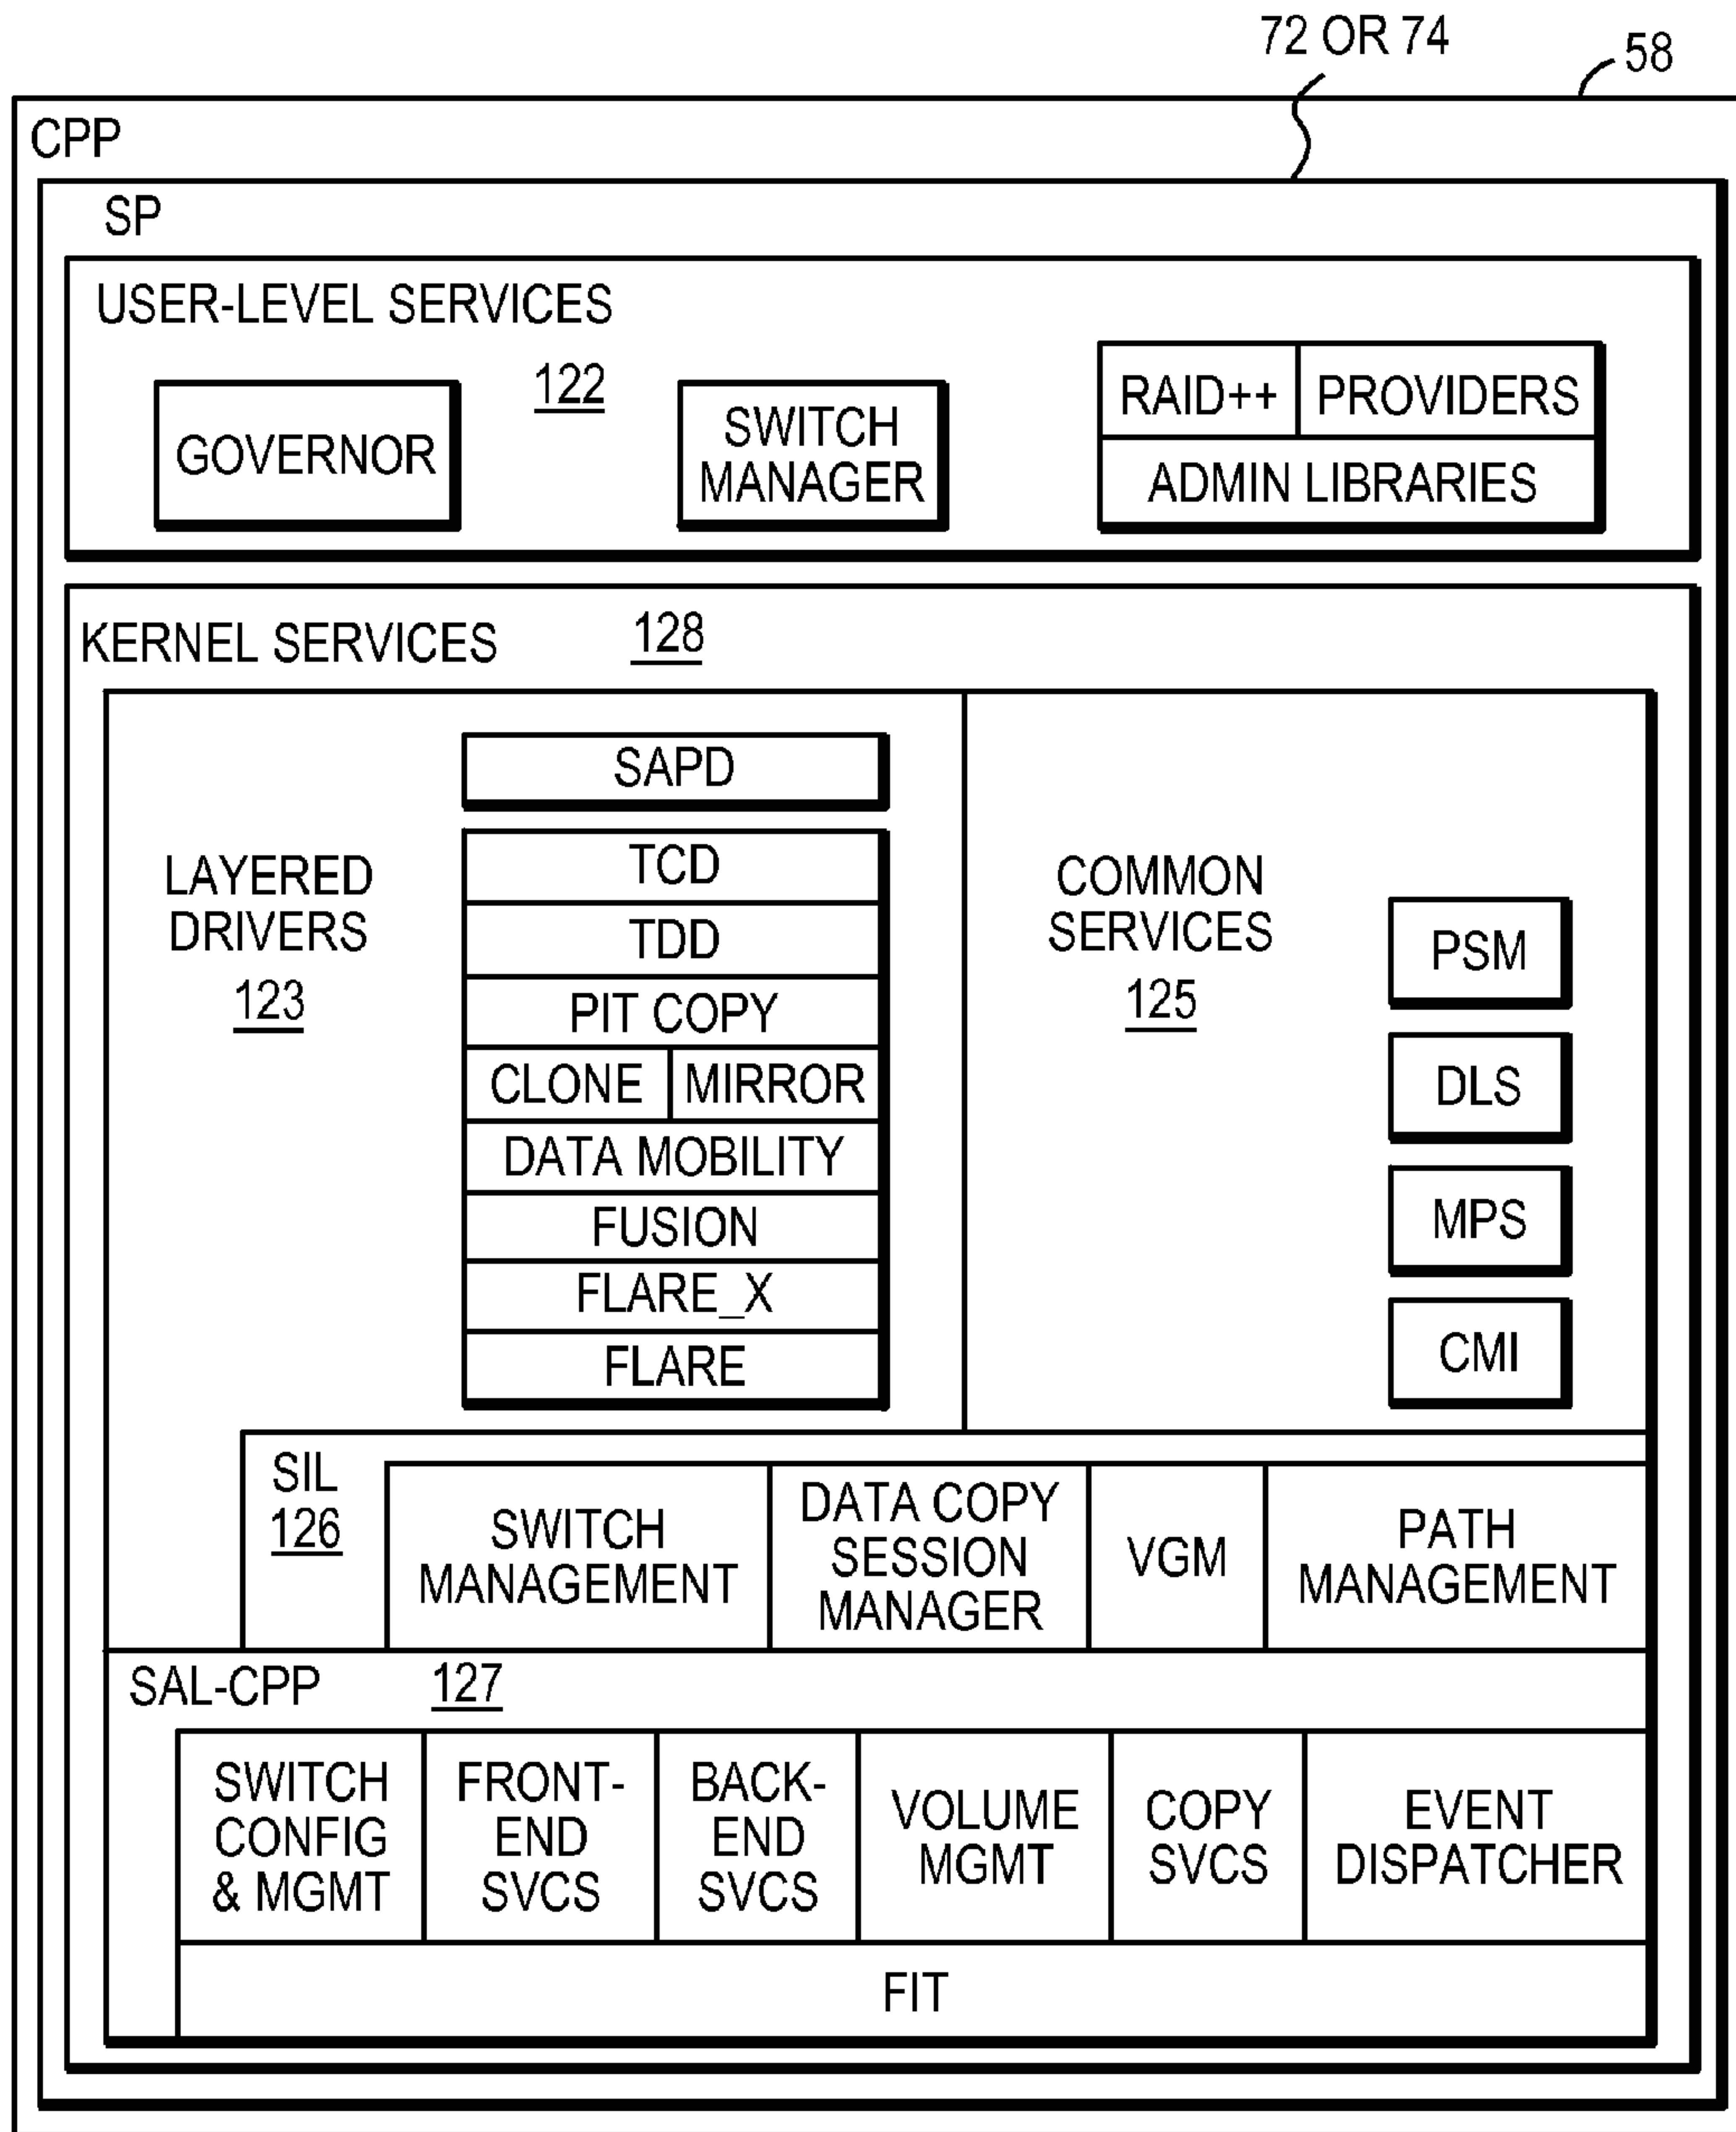 72 OR 74
58
CPP
SP
USER-LEVEL SERVICES
122
GOVERNOR
SWITCH
MANAGER
RAID++
PROVIDERS
ADMIN LIBRARIES
KERNEL SERVICES
128
LAYERED
DRIVERS
123
SAPD
TCD
TDD
PIT COPY
CLONE
MIRROR
DATA MOBILITY
FUSION
FLARE_X
FLARE
COMMON
SERVICES
125
PSM
DLS
MPS
CMI
SIL
126
SWITCH
MANAGEMENT
DATA COPY
SESSION
MANAGER
VGM
PATH
MANAGEMENT
SAL-CPP
127
SWITCH
CONFIG
& MGMT
FRONT-
END
SVCS
BACK-
END
SVCS
VOLUME
MGMT
COPY
SVCS
EVENT
DISPATCHER
FIT